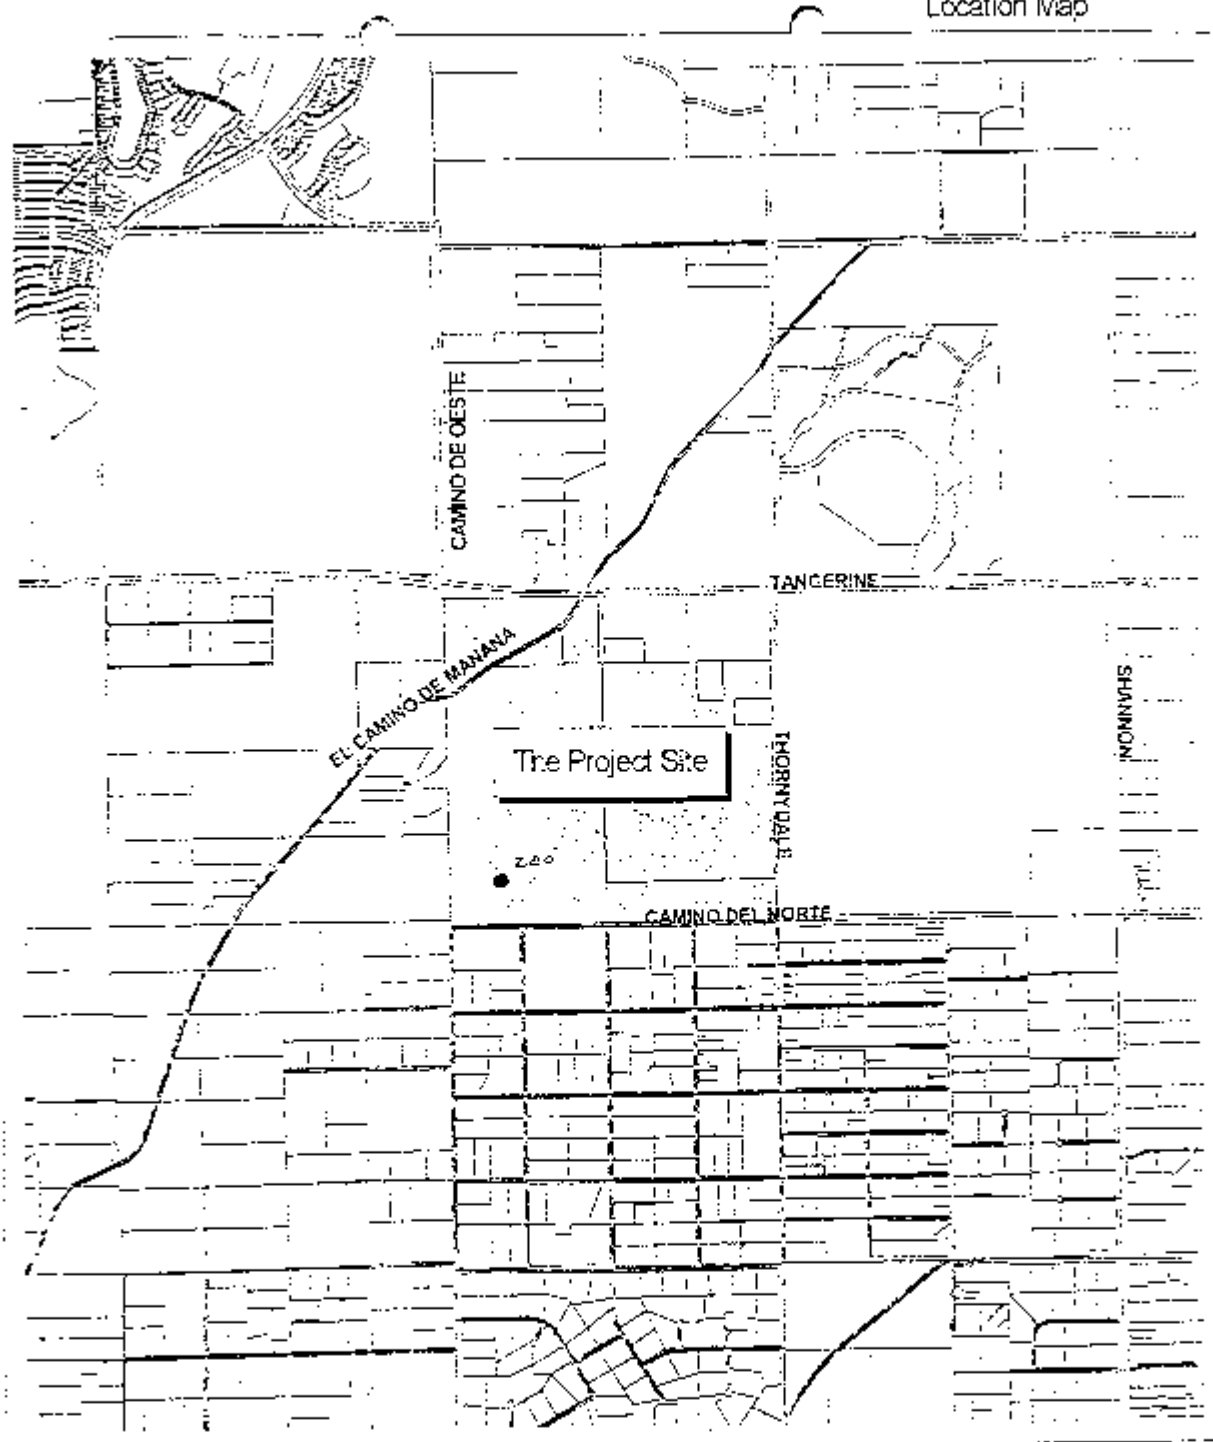 Location Map
CAMINO DE OESTE
TANGERINE
EL CAMINO DE MANANA
SHANNON
The Project Site
THORNYDALE
CAMINO DEL NORTE